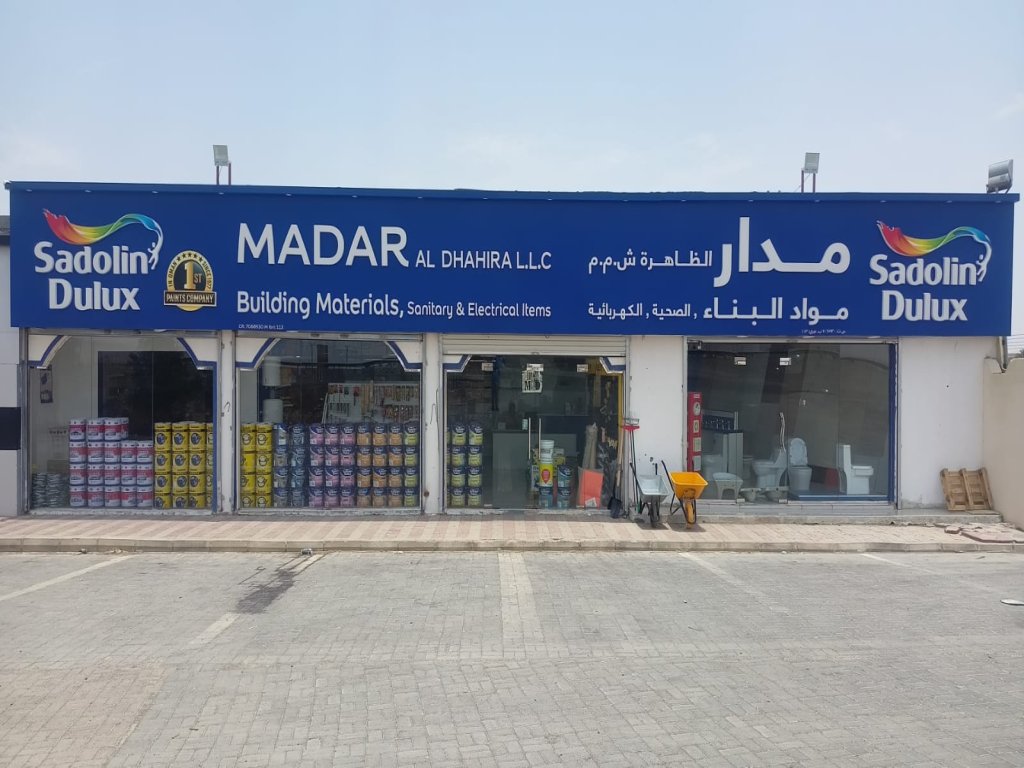 Sadolin
Dulux
1ST
PAINTS COMPANY
MADAR AL DHAHIRA L.L.C
Building Materials, Sanitary & Electrical Items
مدار الظاهرة ش.م.م
مواد البناء , الصحية , الكهربائية
Sadolin
Dulux